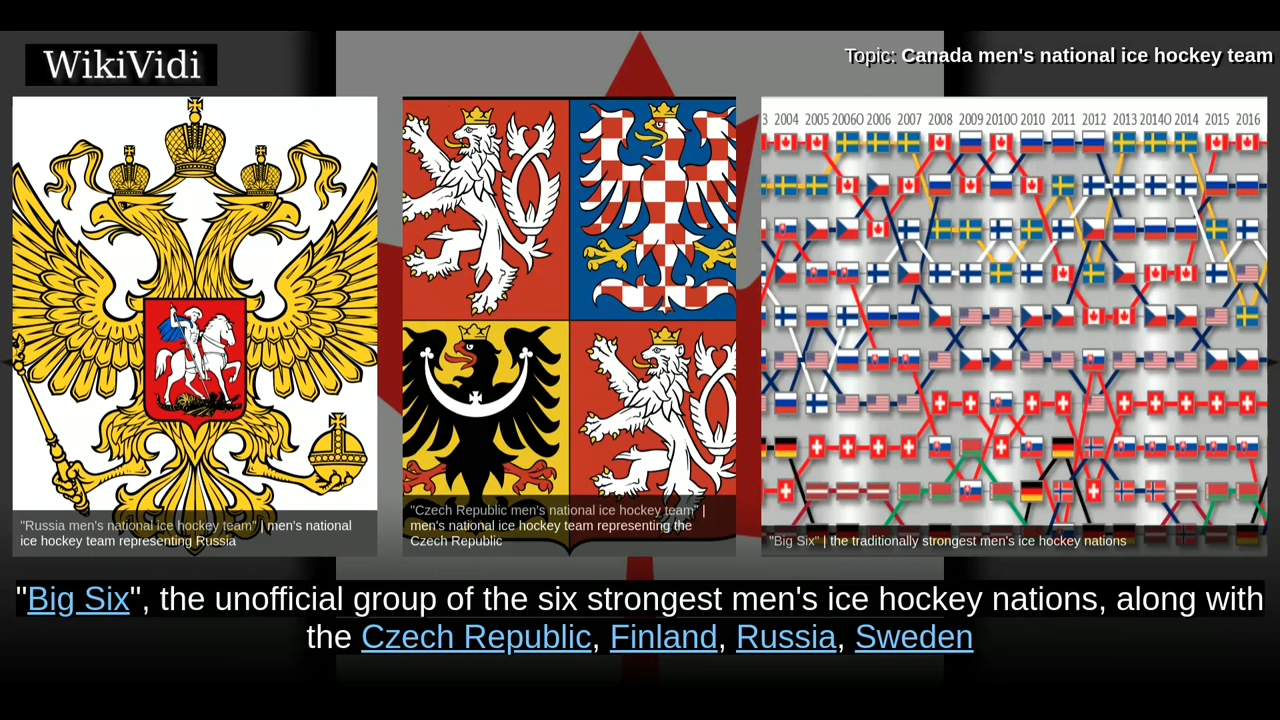 WikiVidi
Topic: Canada men's national ice hockey team
3 2004 2005 2006O 2006 2007 2008 2009 2010O 2010 2011 2012 2013 2014O 2014 2015 2016
"Russia men's national ice hockey team" | men's national
ice hockey team representing Russia
"Czech Republic men's national ice hockey team" |
men's national ice hockey team representing the
Czech Republic
"Big Six" | the traditionally strongest men's ice hockey nations
"Big Six", the unofficial group of the six strongest men's ice hockey nations, along with
the Czech Republic, Finland, Russia, Sweden